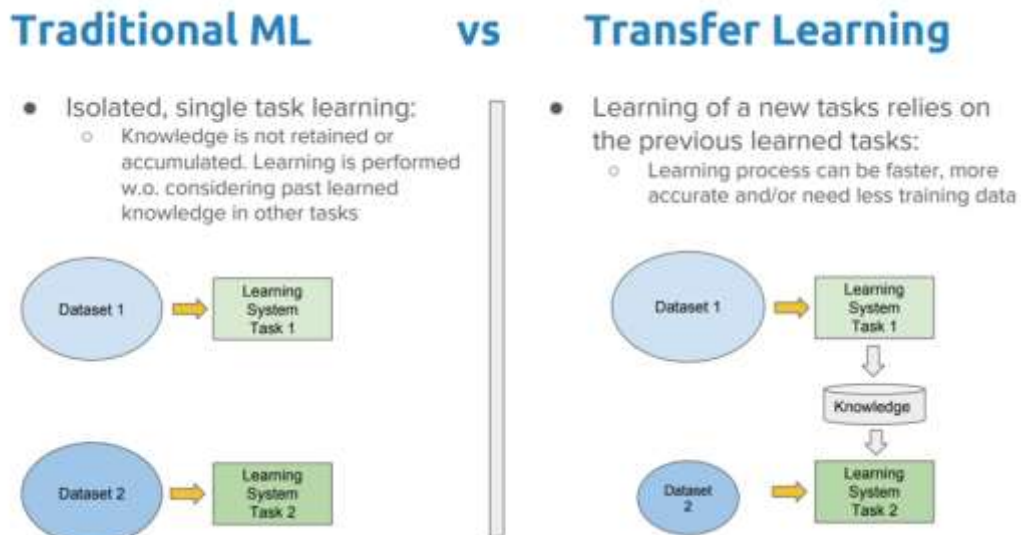 Traditional ML vs Transfer Learning
● Isolated, single task learning:
○ Knowledge is not retained or
accumulated. Learning is performed
w.o. considering past learned
knowledge in other tasks
Dataset 1
Learning
System
Task 1
Dataset 2
Learning
System
Task 2
● Learning of a new tasks relies on
the previous learned tasks:
○ Learning process can be faster, more
accurate and/or need less training data
Dataset 1
Learning
System
Task 1
Knowledge
Dataset
2
Learning
System
Task 2